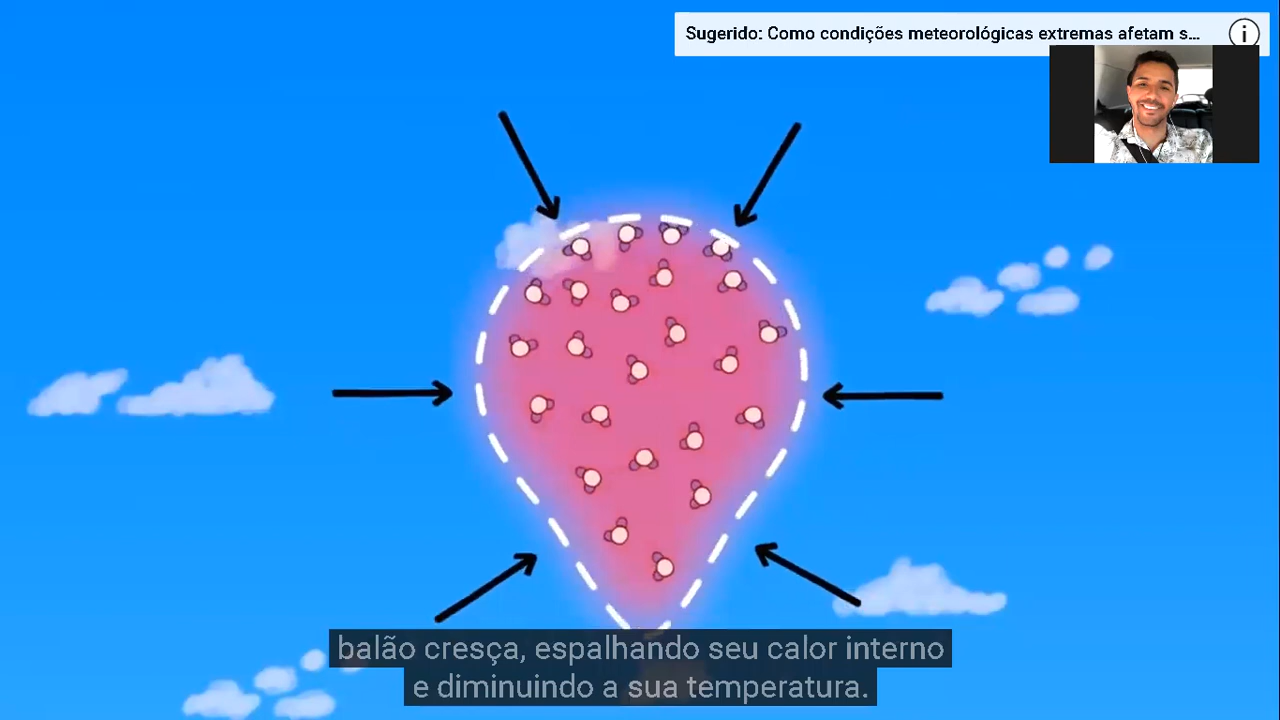 Sugerido: Como condições meteorológicas extremas afetam s...
balão cresça, espalhando seu calor interno
e diminuindo a sua temperatura.